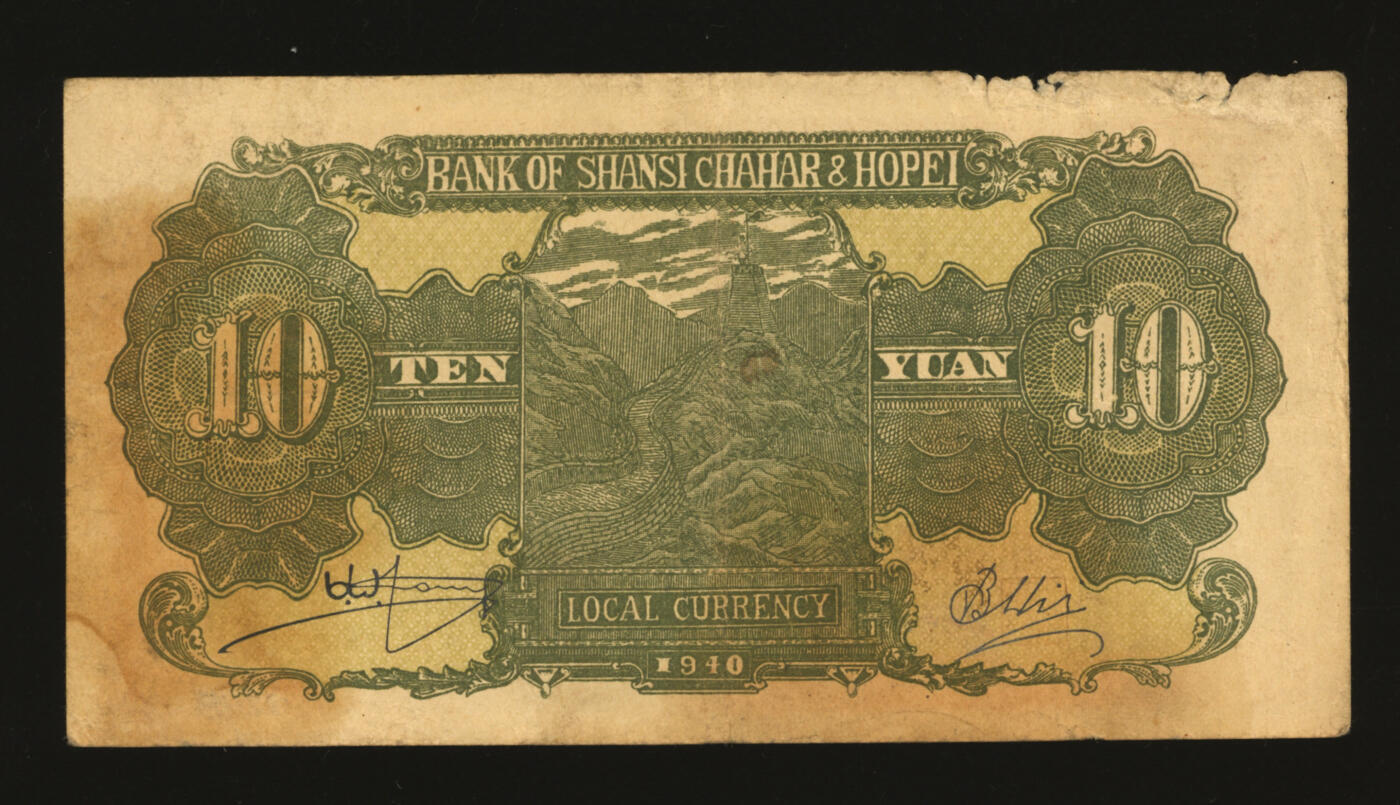 BANK OF SHANSI CHAHAR & HOPEI
10 TEN YUAN 10
LOCAL CURRENCY
1940